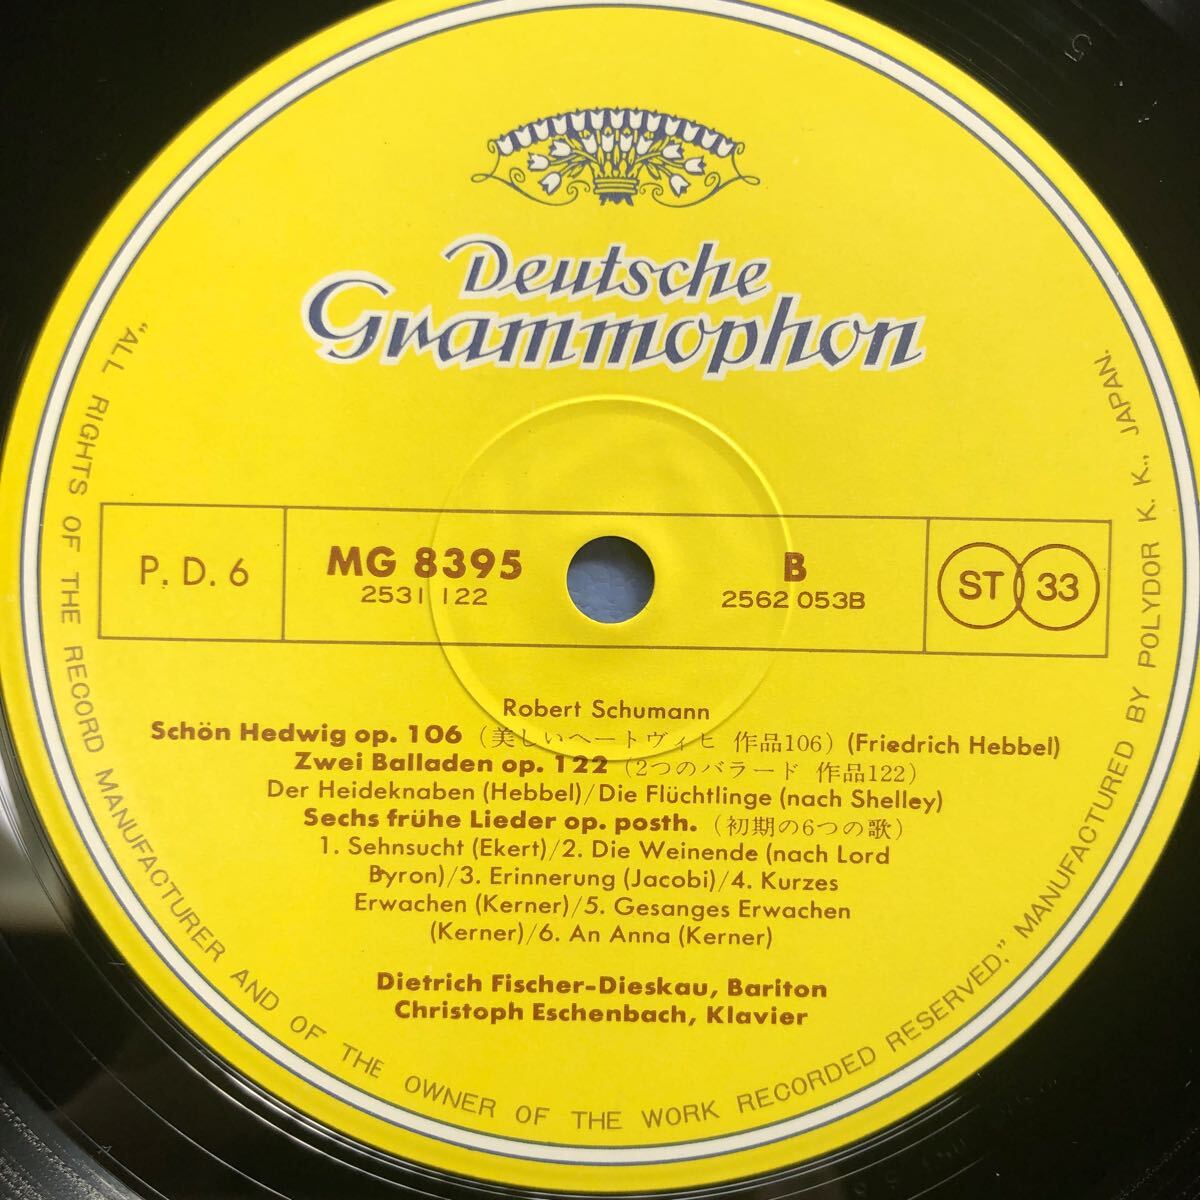 Deutsche
Grammophon
P. D. 6
MG 8395
2531 122
B
2562 053B
ST 33
Robert Schumann
Schön Hedwig op. 106 (美しいヘートヴィヒ 作品106) (Friedrich Hebbel)
Zwei Balladen op. 122 (2つのバラード 作品122)
Der Heideknaben (Hebbel)/Die Flüchtlinge (nach Shelley)
Sechs frühe Lieder op. posth. (初期の6つの歌)
1. Sehnsucht (Ekert)/2. Die Weinende (nach Lord
Byron)/3. Erinnerung (Jacobi)/4. Kurzes
Erwachen (Kerner)/5. Gesanges Erwachen
(Kerner)/6. An Anna (Kerner)
Dietrich Fischer-Dieskau, Bariton
Christoph Eschenbach, Klavier
"ALL RIGHTS OF THE RECORD MANUFACTURER AND OF THE OWNER OF THE WORK RECORDED RESERVED," MANUFACTURED BY POLYDOR K. K., JAPAN.